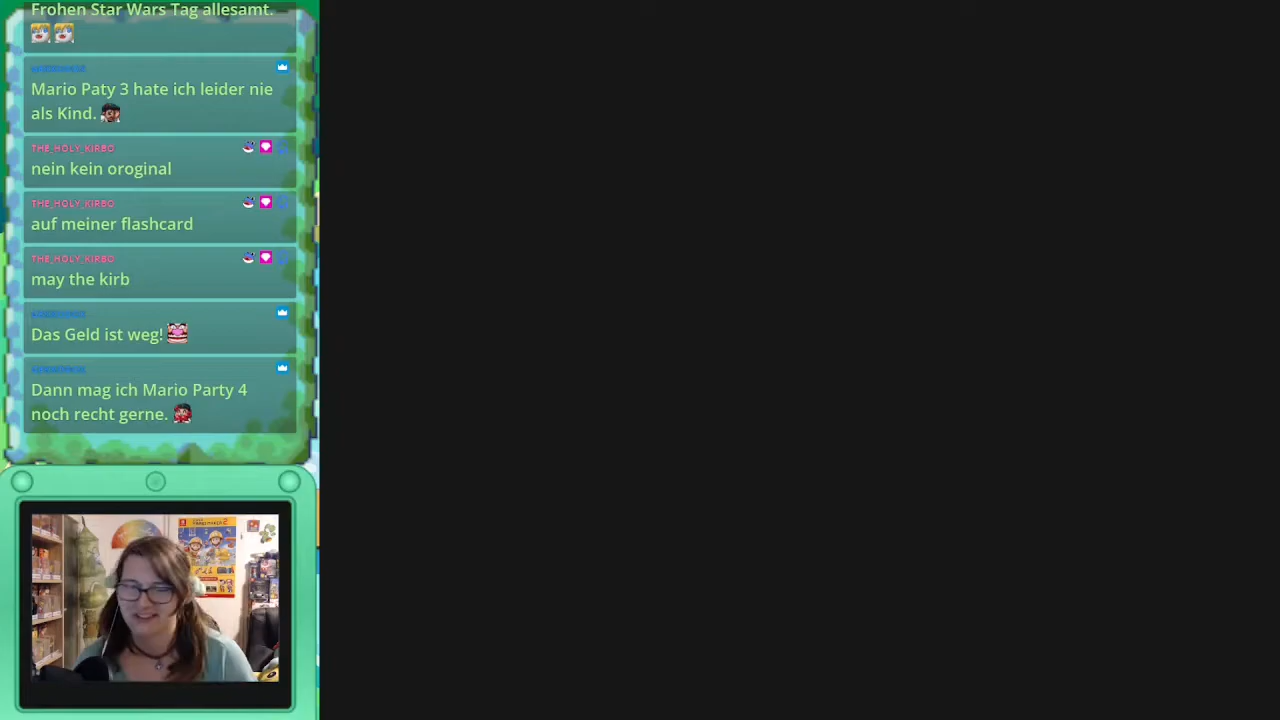 Frohen Star Wars Tag allesamt.
Mario Paty 3 hate ich leider nie
als Kind.
THE_HOLY_KIRBO
nein kein oroginal
THE_HOLY_KIRBO
auf meiner flashcard
THE_HOLY_KIRBO
may the kirb
Das Geld ist weg!
Dann mag ich Mario Party 4
noch recht gerne.